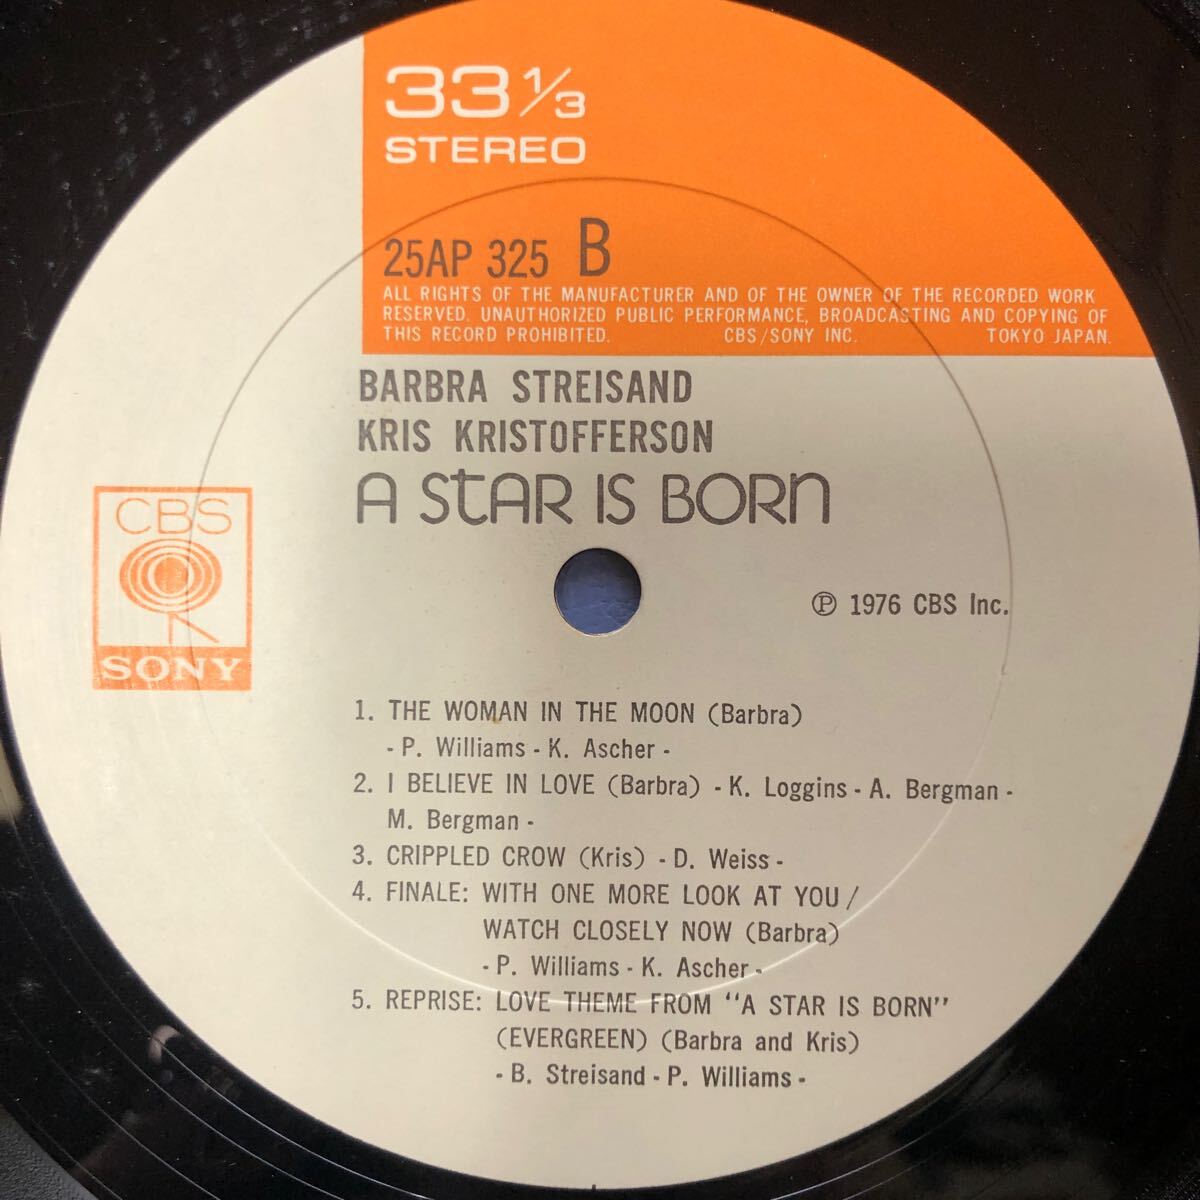 33 1/3
STEREO
25AP 325 B
ALL RIGHTS OF THE MANUFACTURER AND OF THE OWNER OF THE RECORDED WORK
RESERVED. UNAUTHORIZED PUBLIC PERFORMANCE, BROADCASTING AND COPYING OF
THIS RECORD PROHIBITED. CBS/SONY INC. TOKYO JAPAN.
BARBRA STREISAND
KRIS KRISTOFFERSON
A STAR IS BORN
CBS
SONY
℗ 1976 CBS Inc.
1. THE WOMAN IN THE MOON (Barbra)
- P. Williams - K. Ascher -
2. I BELIEVE IN LOVE (Barbra) - K. Loggins - A. Bergman -
M. Bergman -
3. CRIPPLED CROW (Kris) - D. Weiss -
4. FINALE: WITH ONE MORE LOOK AT YOU /
WATCH CLOSELY NOW (Barbra)
- P. Williams - K. Ascher -
5. REPRISE: LOVE THEME FROM "A STAR IS BORN"
(EVERGREEN) (Barbra and Kris)
- B. Streisand - P. Williams -